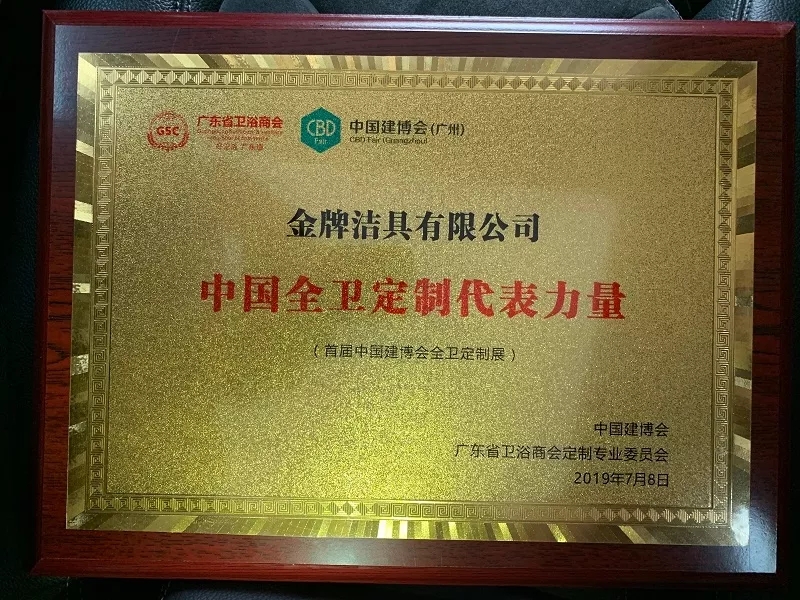 GSC
广东省卫浴商会
CBD
Fair
中国建博会(广州)
CBD Fair (Guangzhou)
金牌洁具有限公司
中国全卫定制代表力量
(首届中国建博会全卫定制展)
中国建博会
广东省卫浴商会定制专业委员会
2019年7月8日